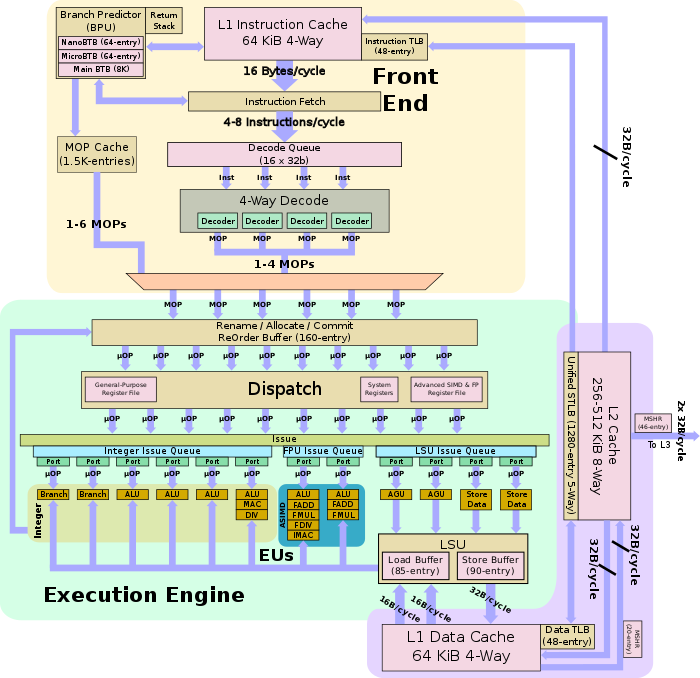 Branch Predictor
(BPU)
NanoBTB (64-entry)
MicroBTB (64-entry)
Main BTB (8K)
Return
Stack
L1 Instruction Cache
64 KiB 4-Way
Instruction TLB
(48-entry)
16 Bytes/cycle
Front
End
Instruction Fetch
4-8 Instructions/cycle
MOP Cache
(1.5K-entries)
Decode Queue
(16 x 32b)
Inst Inst Inst Inst
4-Way Decode
Decoder Decoder Decoder Decoder
MOP MOP MOP MOP
1-6 MOPs
1-4 MOPs
32B/cycle
MOP MOP MOP MOP MOP MOP
Rename / Allocate / Commit
ReOrder Buffer (160-entry)
µOP µOP µOP µOP µOP µOP µOP µOP µOP
General-Purpose
Register File
Dispatch
System
Registers
Advanced SIMD & FP
Register File
µOP µOP µOP µOP µOP µOP µOP µOP µOP
Issue
Integer Issue Queue
FPU Issue Queue
LSU Issue Queue
Port Port Port Port Port Port Port Port Port Port Port Port
µOP µOP µOP µOP µOP µOP µOP µOP µOP µOP µOP µOP
Integer
Branch
Branch
ALU
ALU
ALU
ALU
MAC
DIV
ASIMD
ALU
FADD
FMUL
FDIV
IMAC
ALU
FADD
FMUL
AGU
AGU
Store
Data
Store
Data
EUs
Execution Engine
LSU
Load Buffer
(85-entry)
Store Buffer
(90-entry)
16B/cycle
16B/cycle
32B/cycle
L1 Data Cache
64 KiB 4-Way
Data TLB
(48-entry)
MSHR
(20-entry)
32B/cycle
32B/cycle
Unified STLB (1280-entry 5-Way)
L2 Cache
256-512 KiB 8-Way
MSHR
(46-entry)
To L3
2x 32B/cycle